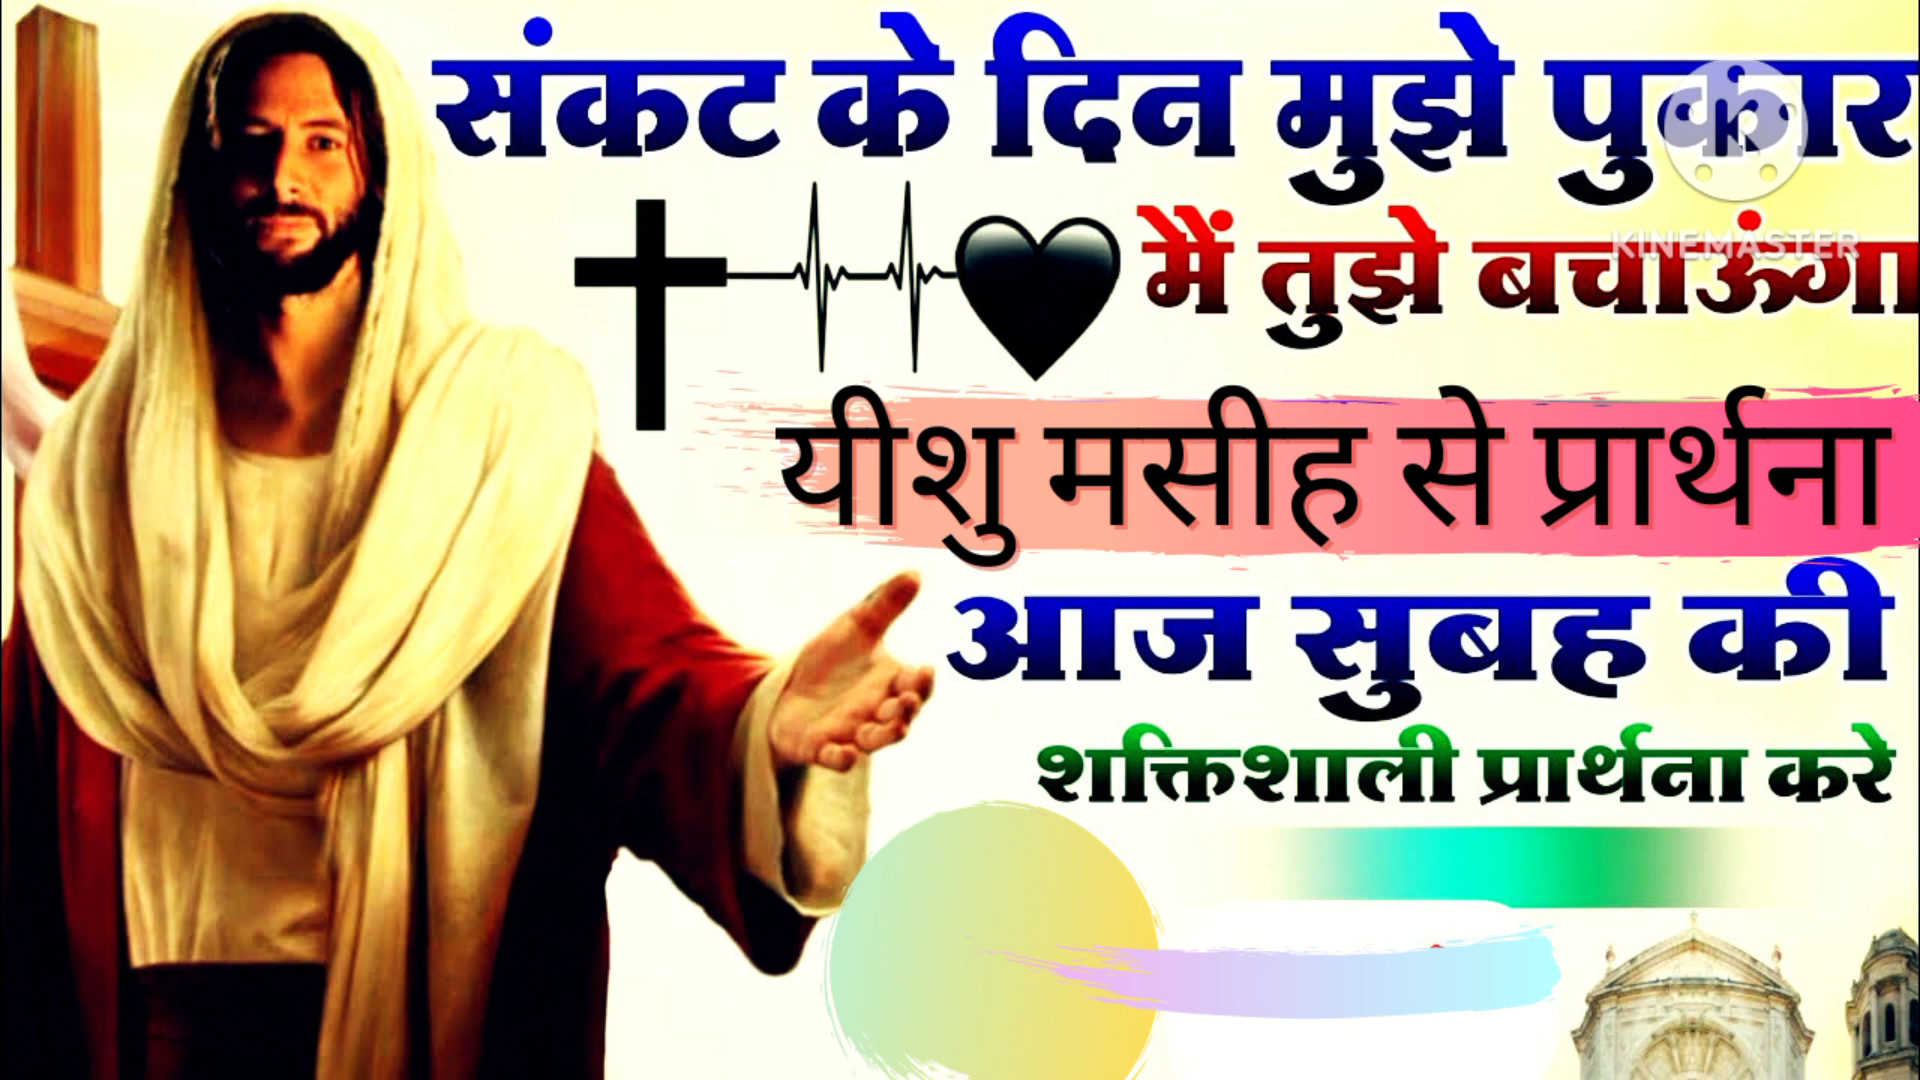 संकट के दिन मुझे पुकार
मैं तुझे बचाऊंगा
यीशु मसीह से प्रार्थना
आज सुबह की
शक्तिशाली प्रार्थना करे
K
KINEMASTER